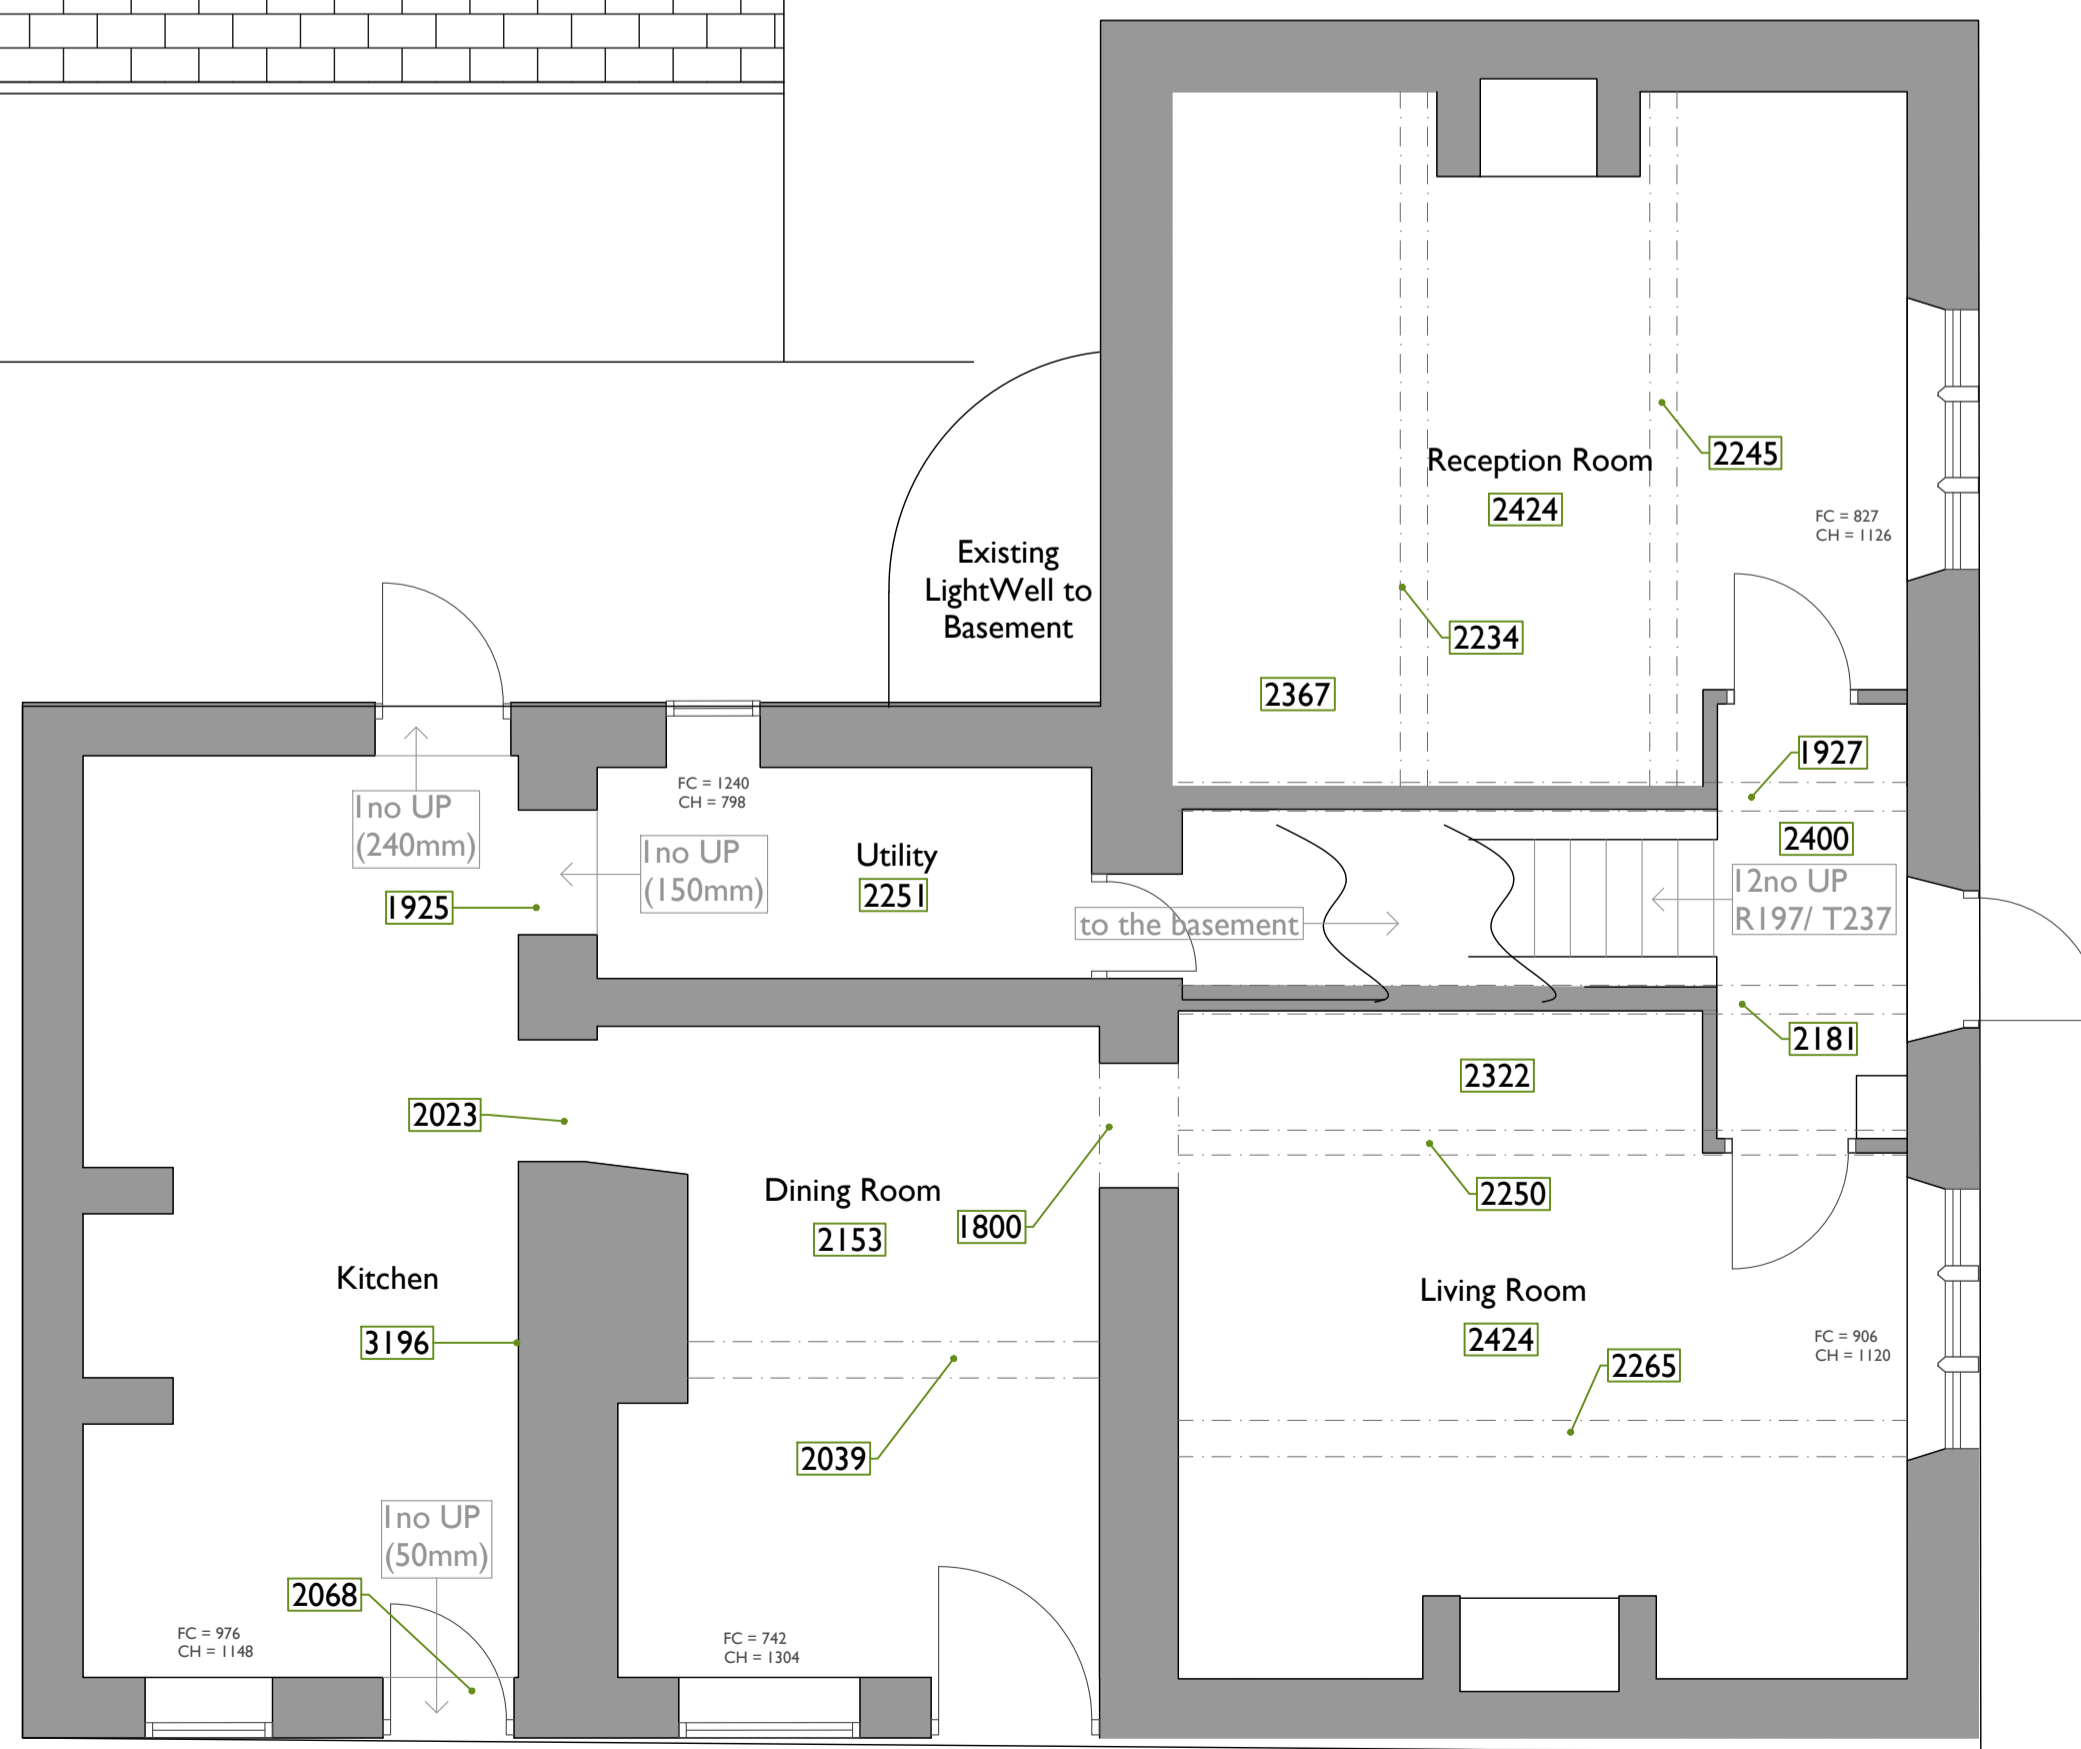 Reception Room
2424
2245
FC = 827
CH = 1126
Existing
LightWell to
Basement
2234
2367
1927
1no UP
(240mm)
FC = 1240
CH = 798
1no UP
(150mm)
Utility
2251
1925
to the basement
2400
12no UP
R197/ T237
2181
2023
2322
Dining Room
2153
1800
2250
Kitchen
3196
Living Room
2424
2265
FC = 906
CH = 1120
2039
1no UP
(50mm)
2068
FC = 976
CH = 1148
FC = 742
CH = 1304